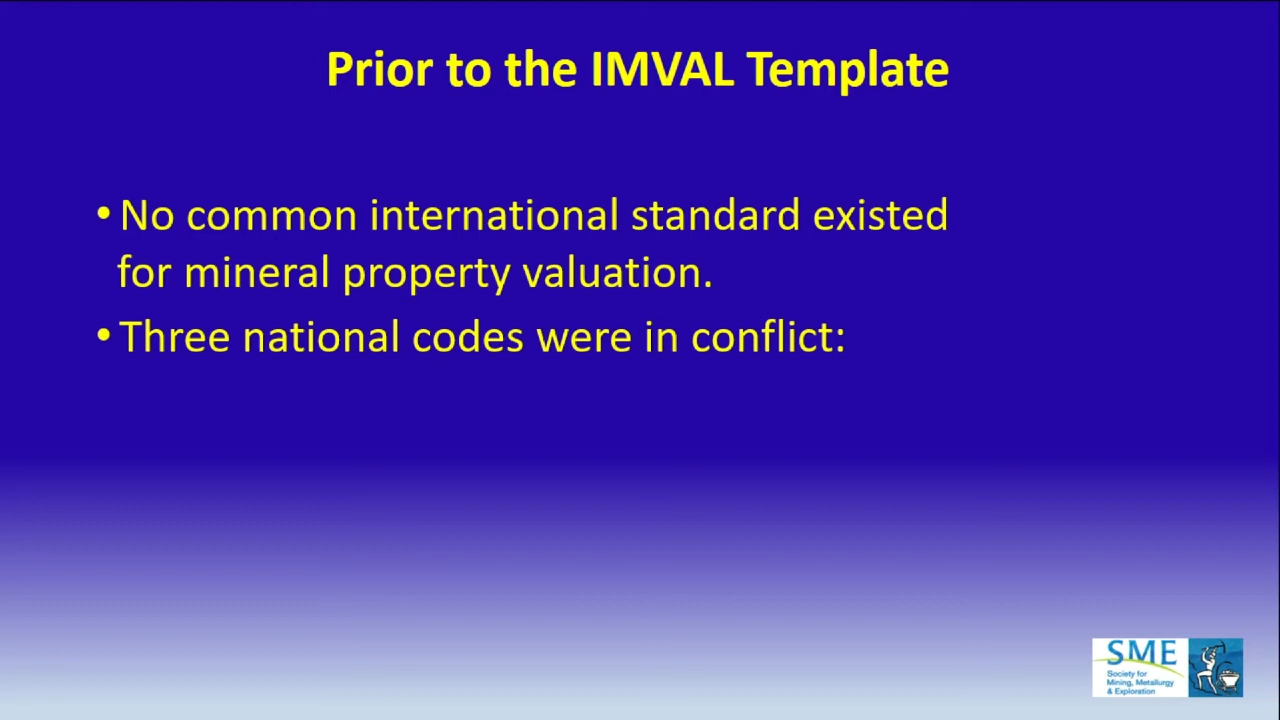 Prior to the IMVAL Template
• No common international standard existed
for mineral property valuation.
• Three national codes were in conflict:
SME
Society for
Mining, Metallurgy
& Exploration